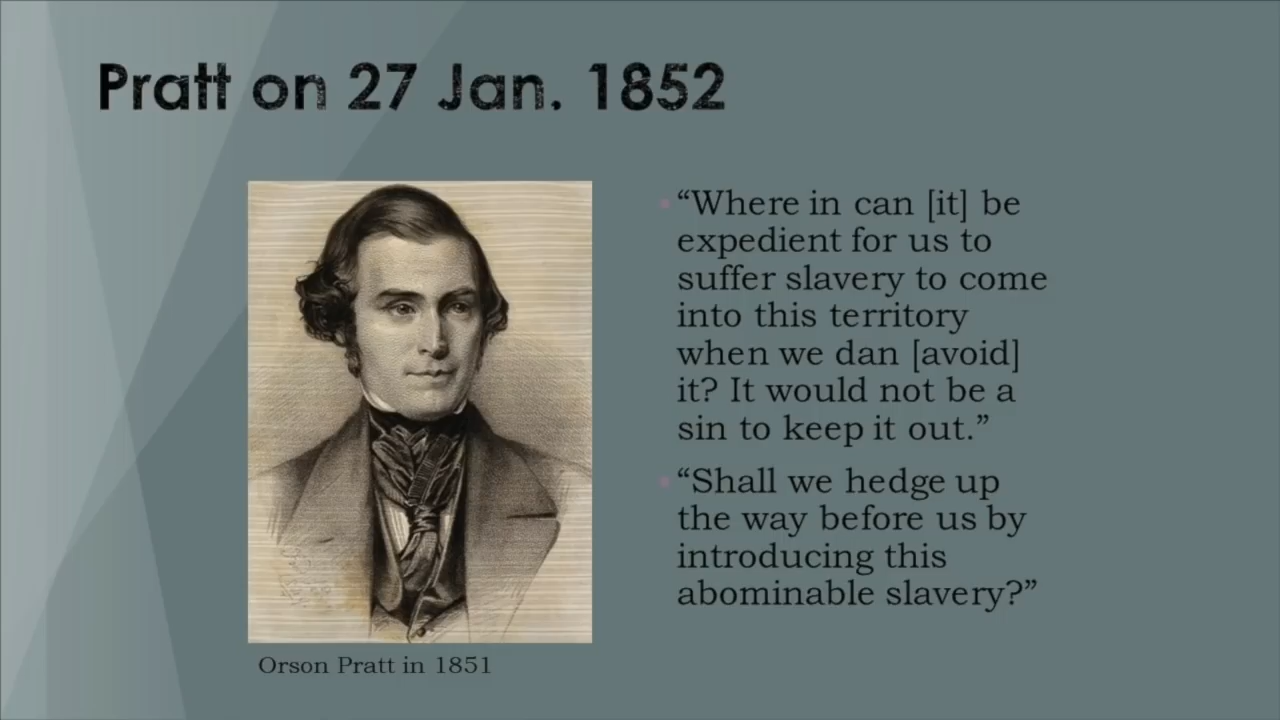 Pratt on 27 Jan. 1852
“Where in can [it] be
expedient for us to
suffer slavery to come
into this territory
when we dan [avoid]
it? It would not be a
sin to keep it out.”
“Shall we hedge up
the way before us by
introducing this
abominable slavery?”
Orson Pratt in 1851